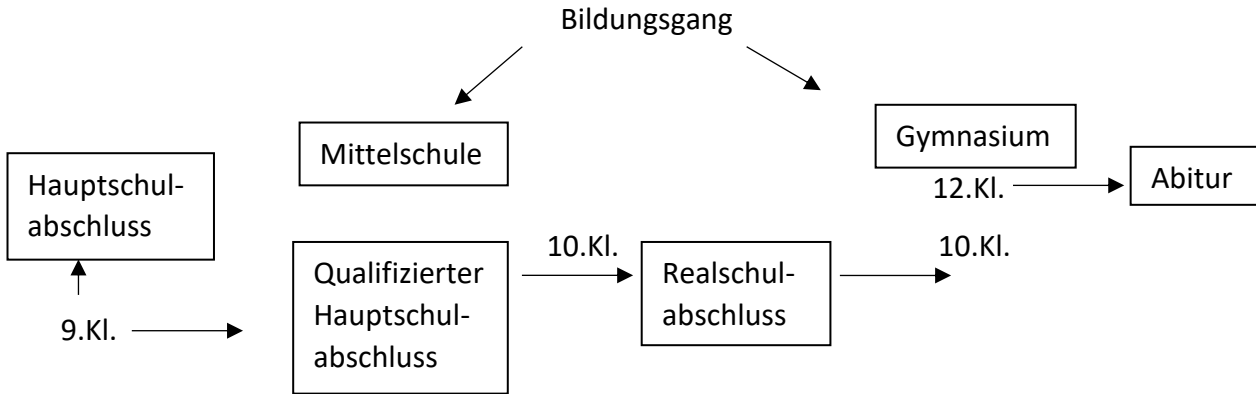 Bildungsgang
Mittelschule
Gymnasium
12.Kl.
Abitur
Hauptschul-
abschluss
9.Kl.
Qualifizierter
Hauptschul-
abschluss
10.Kl.
Realschul-
abschluss
10.Kl.